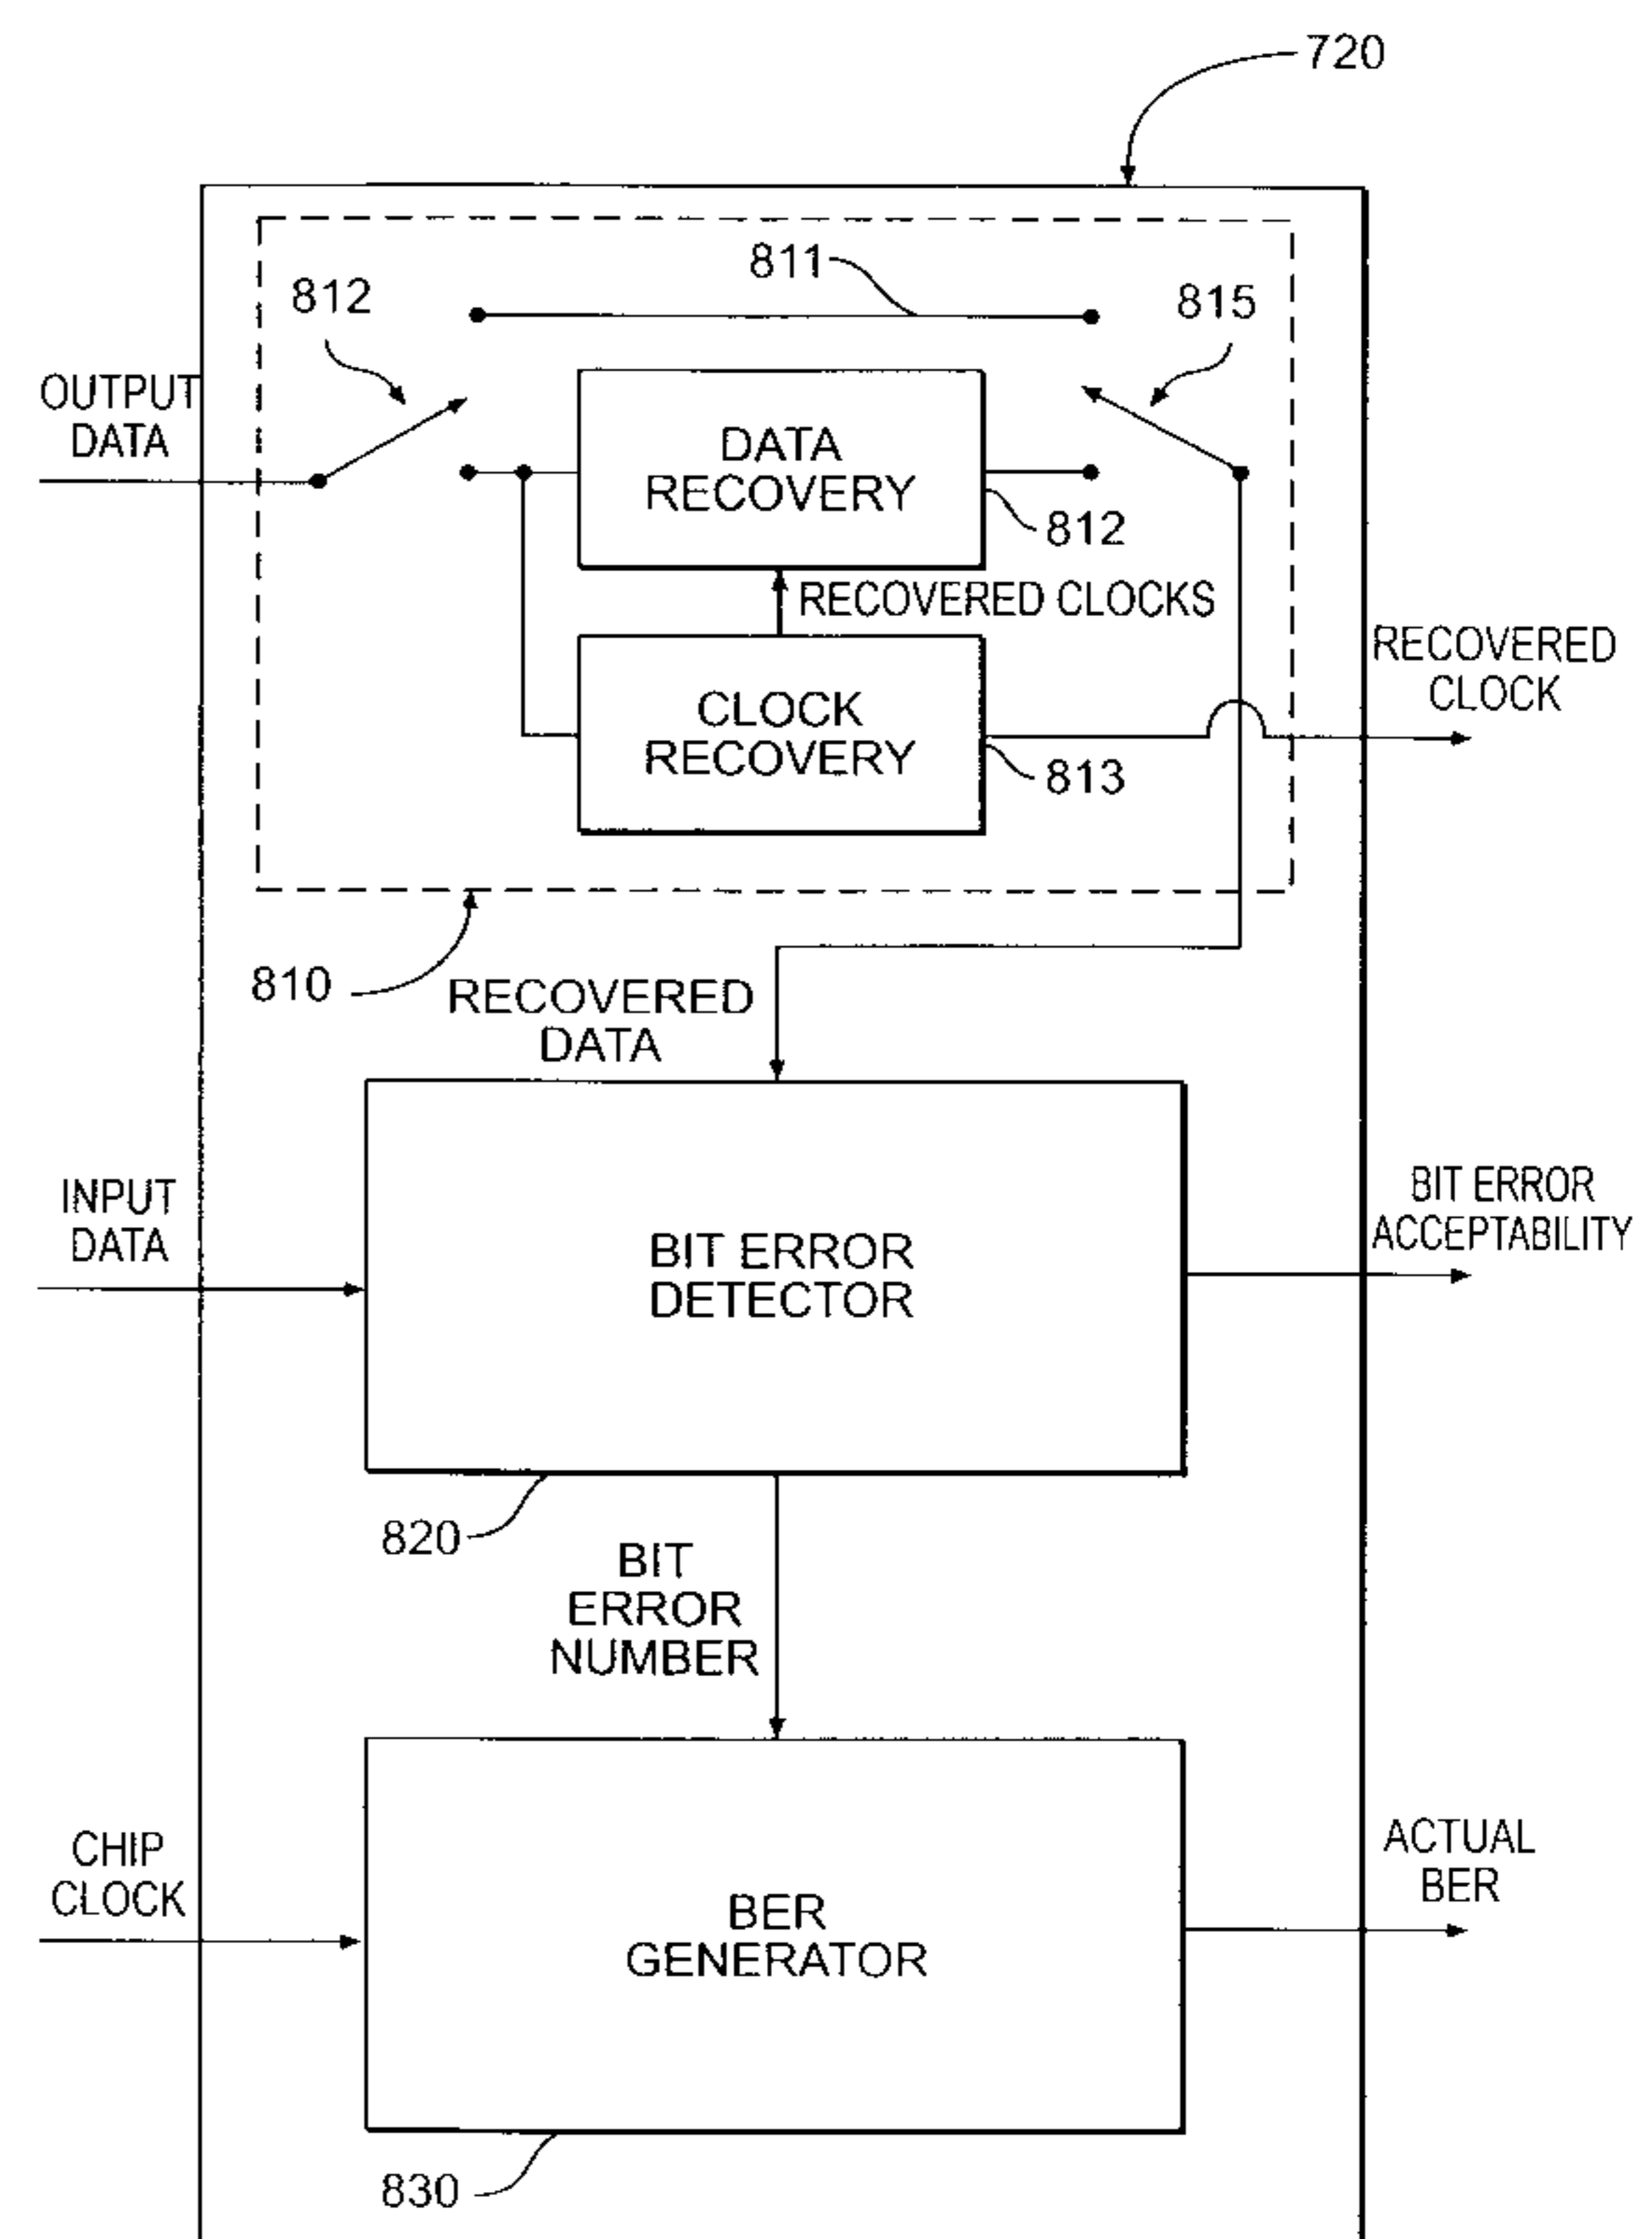 720
811
812
815
OUTPUT
DATA
DATA
RECOVERY
812
RECOVERED CLOCKS
RECOVERED
CLOCK
CLOCK
RECOVERY
813
810
RECOVERED
DATA
INPUT
DATA
BIT ERROR
DETECTOR
BIT ERROR
ACCEPTABILITY
820
BIT
ERROR
NUMBER
CHIP
CLOCK
BER
GENERATOR
ACTUAL
BER
830